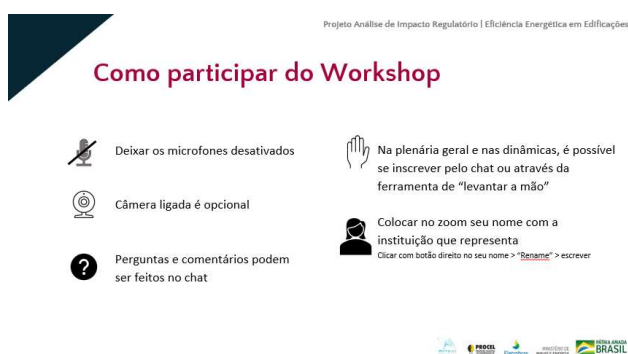 Projeto Análise de Impacto Regulatório | Eficiência Energética em Edificações
Como participar do Workshop
Deixar os microfones desativados
Câmera ligada é opcional
?
Perguntas e comentários podem
ser feitos no chat
Na plenária geral e nas dinâmicas, é possível
se inscrever pelo chat ou através da
ferramenta de “levantar a mão”
Colocar no zoom seu nome com a
instituição que representa
Clicar com botão direito no seu nome > “Rename” > escrever
PROCEL
PÁTRIA AMADA
BRASIL